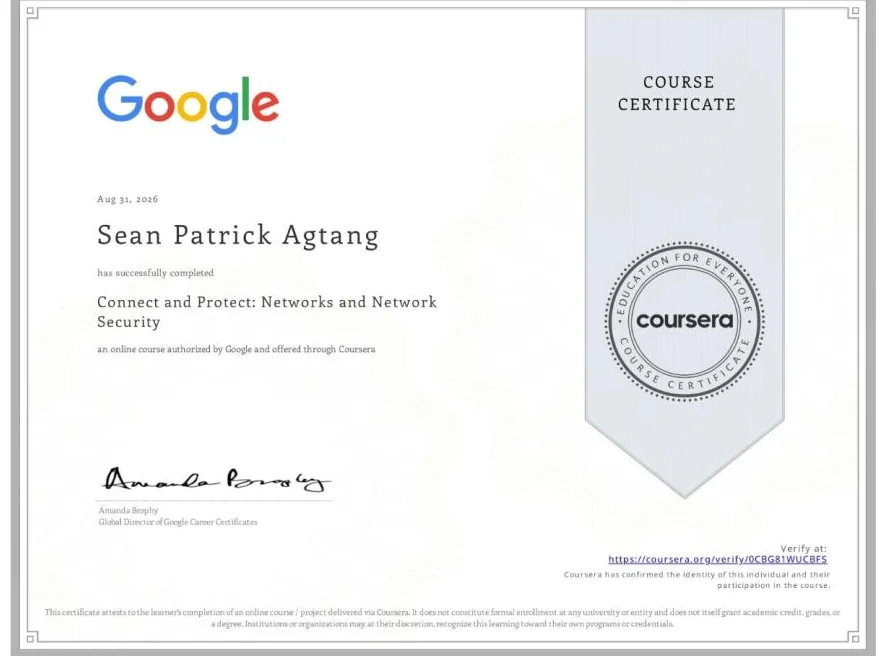 Google
COURSE
CERTIFICATE
Aug 31, 2026
Sean Patrick Agtang
has successfully completed
Connect and Protect: Networks and Network
Security
an online course authorized by Google and offered through Coursera
EDUCATION FOR EVERYONE
coursera
COURSE CERTIFICATE
Amanda Brophy
Amanda Brophy
Global Director of Google Career Certificates
Verify at:
https://coursera.org/verify/0CBG81WUCBFS
Coursera has confirmed the identity of this individual and their
participation in the course.
This certificate attests to the learner's completion of an online course / project delivered via Coursera. It does not constitute formal enrollment at any university or entity and does not itself grant academic credit, grades, or
a degree. Institutions or organizations may, at their discretion, recognize this learning toward their own programs or credentials.